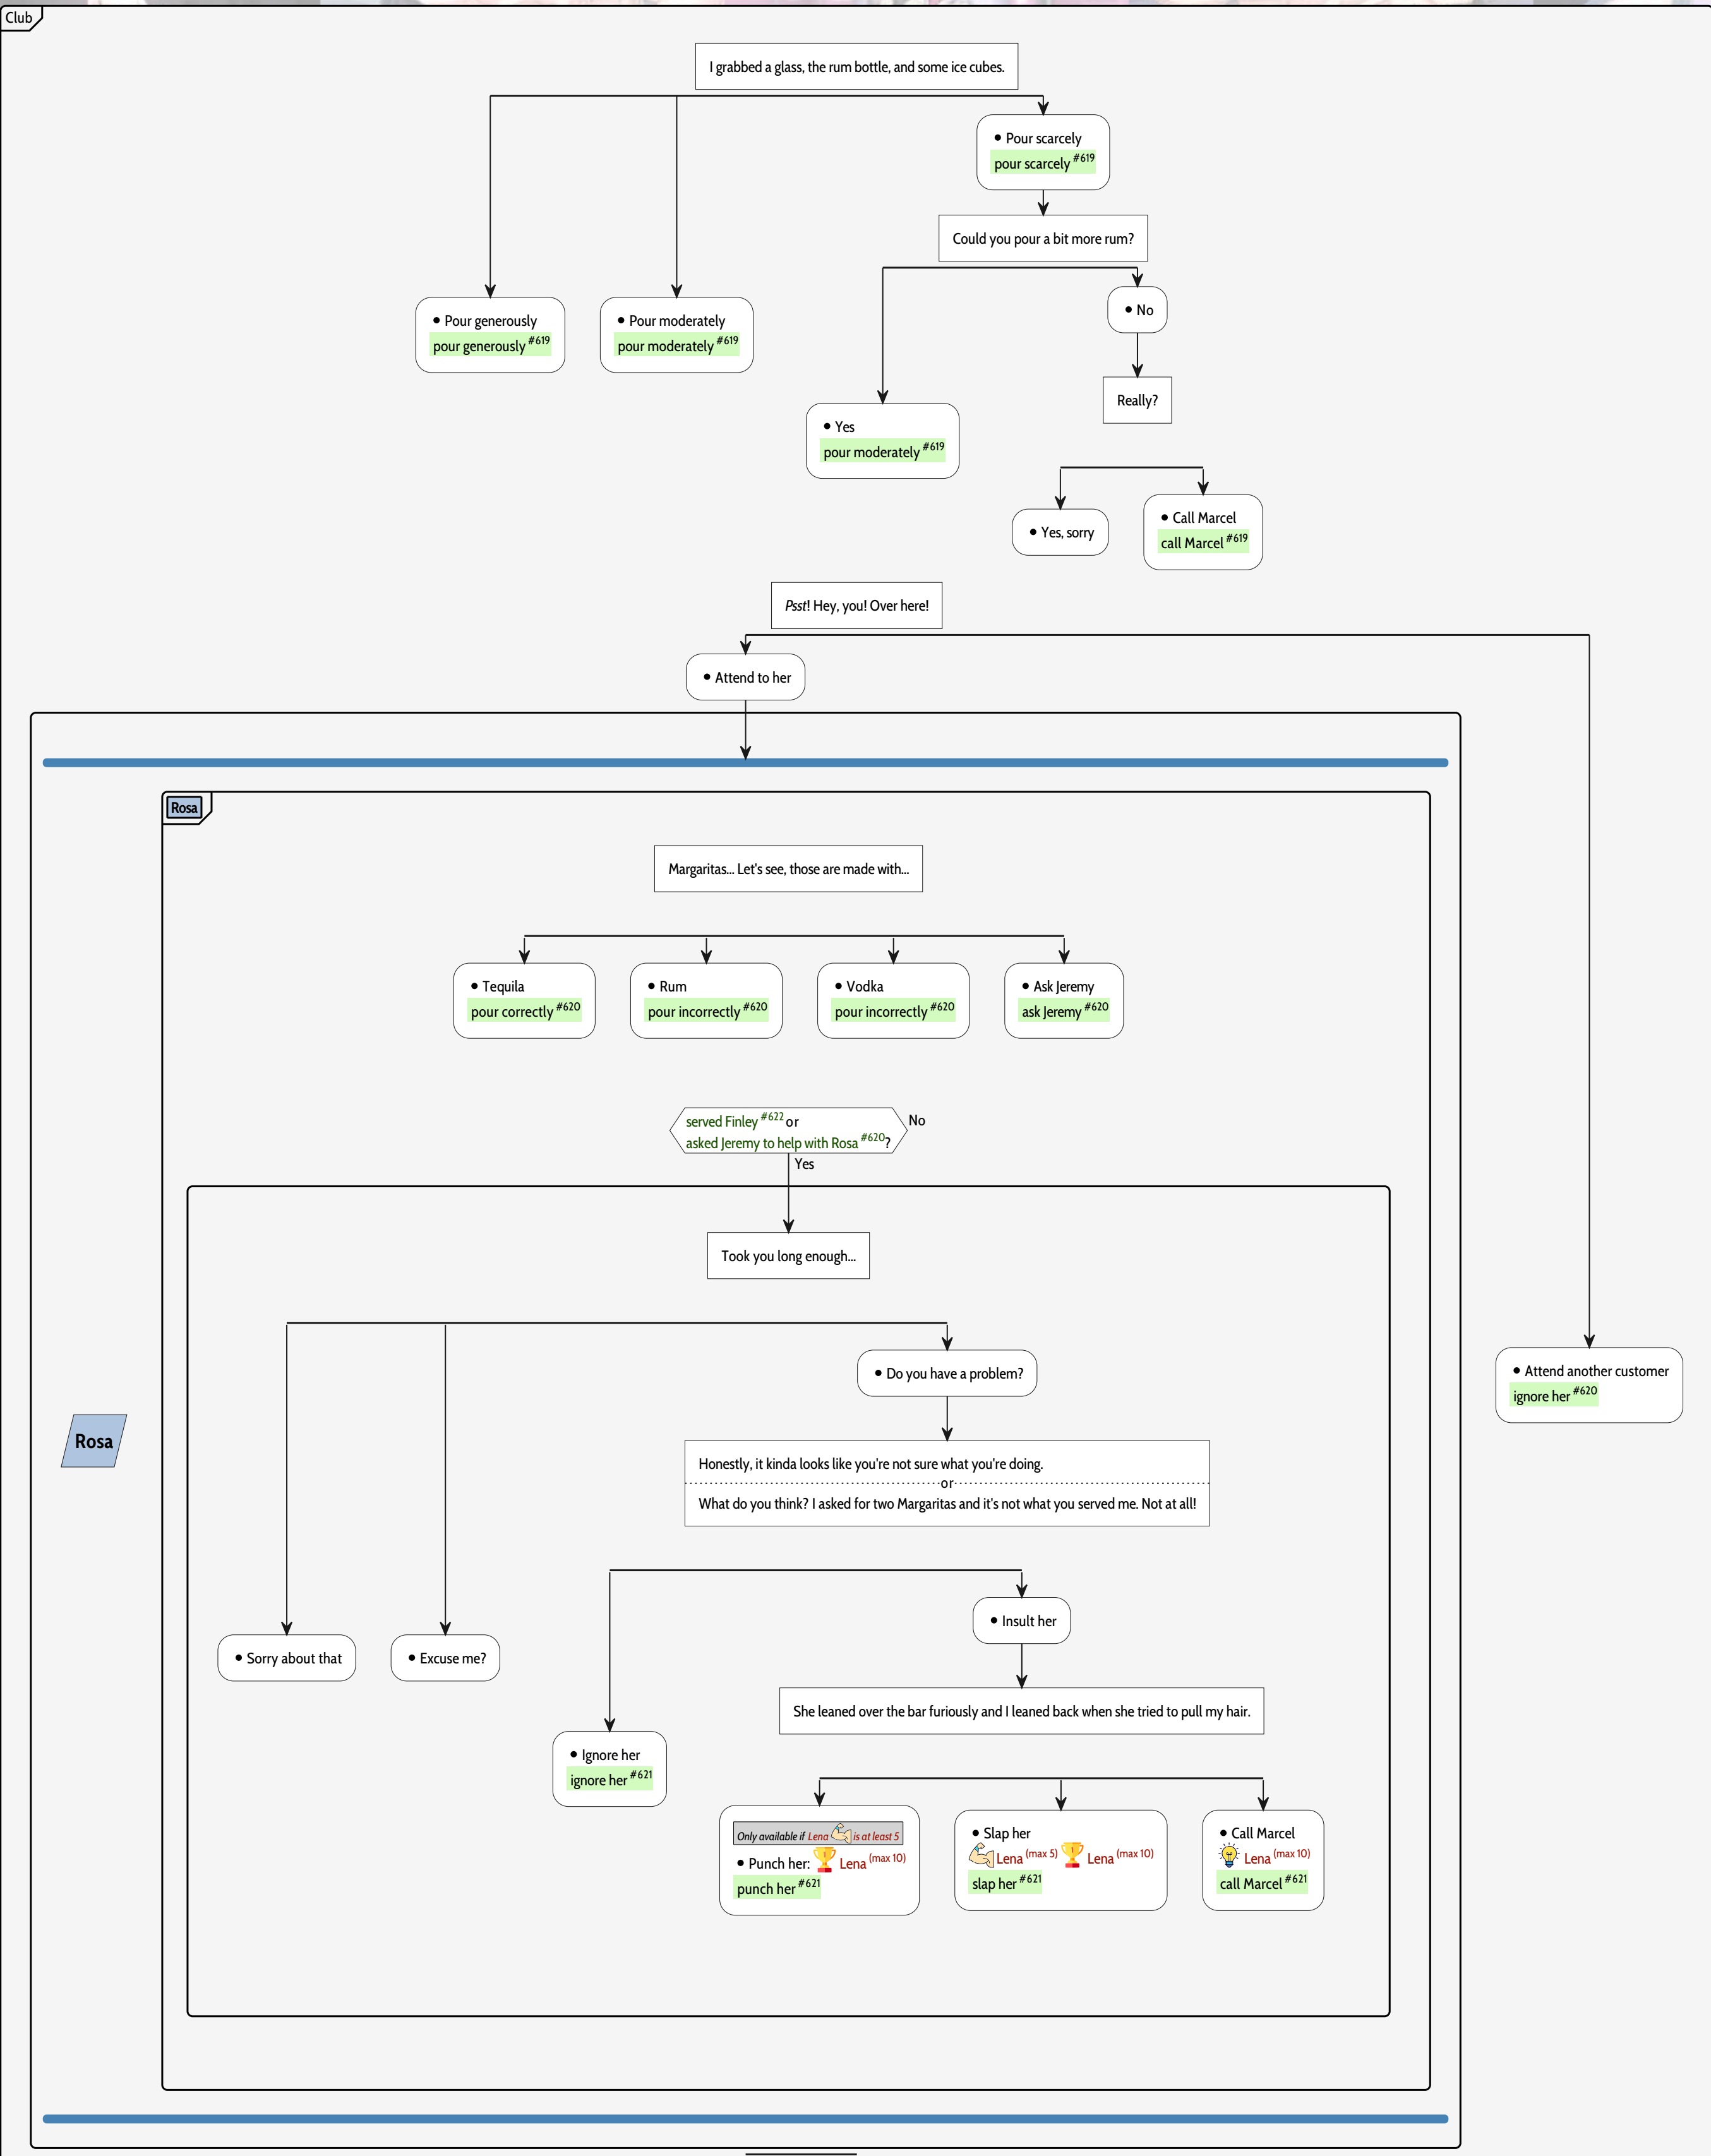 Club
I grabbed a glass, the rum bottle, and some ice cubes.
• Pour scarcely
pour scarcely #619
Could you pour a bit more rum?
• No
• Pour generously
pour generously #619
• Pour moderately
pour moderately #619
Really?
• Yes
pour moderately #619
• Yes, sorry
• Call Marcel
call Marcel #619
Psst! Hey, you! Over here!
• Attend to her
Rosa
Margaritas... Let's see, those are made with...
• Tequila
pour correctly #620
• Rum
pour incorrectly #620
• Vodka
pour incorrectly #620
• Ask Jeremy
ask Jeremy #620
served Finley #622 or
asked Jeremy to help with Rosa #620?
No
Yes
Took you long enough...
• Do you have a problem?
• Attend another customer
ignore her #620
Rosa
Honestly, it kinda looks like you're not sure what you're doing.
or
What do you think? I asked for two Margaritas and it's not what you served me. Not at all!
• Insult her
• Sorry about that
• Excuse me?
She leaned over the bar furiously and I leaned back when she tried to pull my hair.
• Ignore her
ignore her #621
Only available if Lena is at least 5
• Punch her: Lena (max 10)
punch her #621
• Slap her
Lena (max 5) Lena (max 10)
slap her #621
• Call Marcel
Lena (max 10)
call Marcel #621